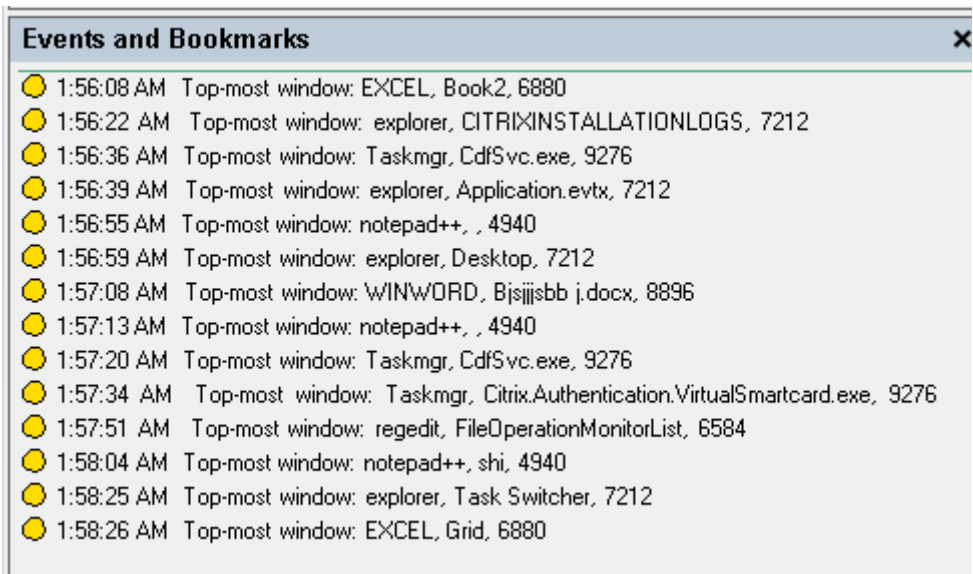 Events and Bookmarks
1:56:08 AM Top-most window: EXCEL, Book2, 6880
1:56:22 AM Top-most window: explorer, CITRIXINSTALLATIONLOGS, 7212
1:56:36 AM Top-most window: Taskmgr, CdfSvc.exe, 9276
1:56:39 AM Top-most window: explorer, Application.evtx, 7212
1:56:55 AM Top-most window: notepad++, , 4940
1:56:59 AM Top-most window: explorer, Desktop, 7212
1:57:08 AM Top-most window: WINWORD, Bjsjjjsbb j.docx, 8896
1:57:13 AM Top-most window: notepad++, , 4940
1:57:20 AM Top-most window: Taskmgr, CdfSvc.exe, 9276
1:57:34 AM Top-most window: Taskmgr, Citrix.Authentication.VirtualSmartcard.exe, 9276
1:57:51 AM Top-most window: regedit, FileOperationMonitorList, 6584
1:58:04 AM Top-most window: notepad++, shi, 4940
1:58:25 AM Top-most window: explorer, Task Switcher, 7212
1:58:26 AM Top-most window: EXCEL, Grid, 6880